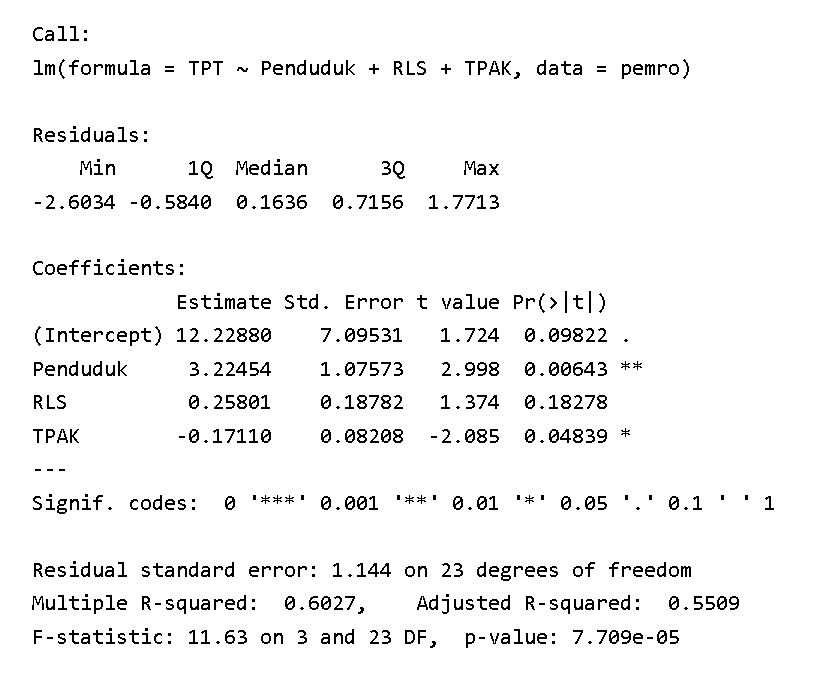 Call:
lm(formula = TPT ~ Penduduk + RLS + TPAK, data = pemro)
Residuals:
    Min      1Q  Median      3Q     Max
-2.6034 -0.5840  0.1636  0.7156  1.7713
Coefficients:
            Estimate Std. Error t value Pr(>|t|)
(Intercept) 12.22880    7.09531   1.724  0.09822 .
Penduduk     3.22454    1.07573   2.998  0.00643 **
RLS          0.25801    0.18782   1.374  0.18278
TPAK        -0.17110    0.08208  -2.085  0.04839 *
---
Signif. codes:  0 '***' 0.001 '**' 0.01 '*' 0.05 '.' 0.1 ' ' 1
Residual standard error: 1.144 on 23 degrees of freedom
Multiple R-squared:  0.6027,    Adjusted R-squared:  0.5509
F-statistic: 11.63 on 3 and 23 DF,  p-value: 7.709e-05